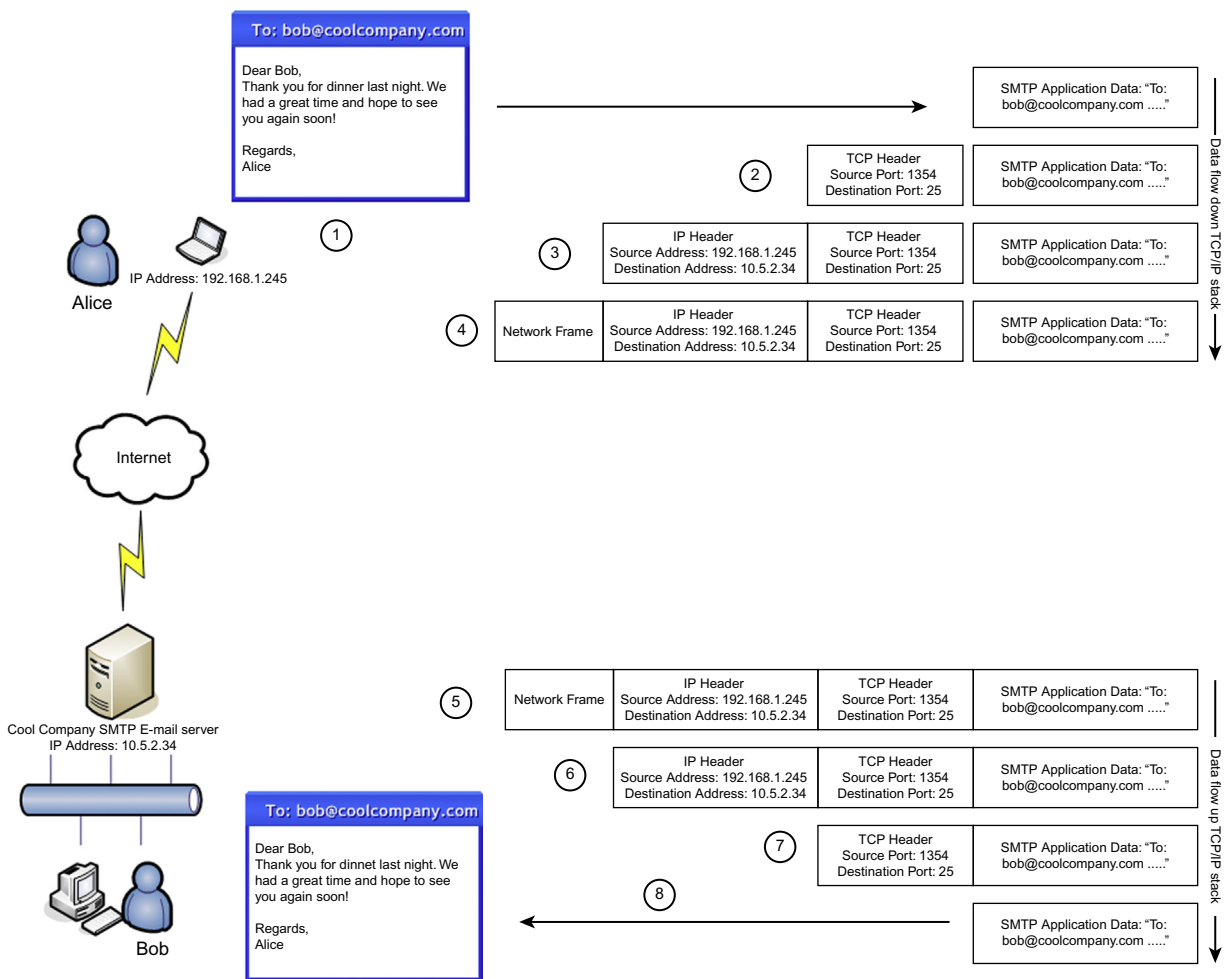 To: bob@coolcompany.com
Dear Bob,
Thank you for dinner last night. We
had a great time and hope to see
you again soon!
Regards,
Alice
SMTP Application Data: “To:
bob@coolcompany.com .....”
2
TCP Header
Source Port: 1354
Destination Port: 25
SMTP Application Data: “To:
bob@coolcompany.com .....”
Data flow down TCP/IP stack
1
Alice
IP Address: 192.168.1.245
3
IP Header
Source Address: 192.168.1.245
Destination Address: 10.5.2.34
TCP Header
Source Port: 1354
Destination Port: 25
SMTP Application Data: “To:
bob@coolcompany.com .....”
4
Network Frame
IP Header
Source Address: 192.168.1.245
Destination Address: 10.5.2.34
TCP Header
Source Port: 1354
Destination Port: 25
SMTP Application Data: “To:
bob@coolcompany.com .....”
Internet
Cool Company SMTP E-mail server
IP Address: 10.5.2.34
5
Network Frame
IP Header
Source Address: 192.168.1.245
Destination Address: 10.5.2.34
TCP Header
Source Port: 1354
Destination Port: 25
SMTP Application Data: “To:
bob@coolcompany.com .....”
6
IP Header
Source Address: 192.168.1.245
Destination Address: 10.5.2.34
TCP Header
Source Port: 1354
Destination Port: 25
SMTP Application Data: “To:
bob@coolcompany.com .....”
Data flow up TCP/IP stack
7
TCP Header
Source Port: 1354
Destination Port: 25
SMTP Application Data: “To:
bob@coolcompany.com .....”
8
SMTP Application Data: “To:
bob@coolcompany.com .....”
To: bob@coolcompany.com
Dear Bob,
Thank you for dinnet last night. We
had a great time and hope to see
you again soon!
Regards,
Alice
Bob